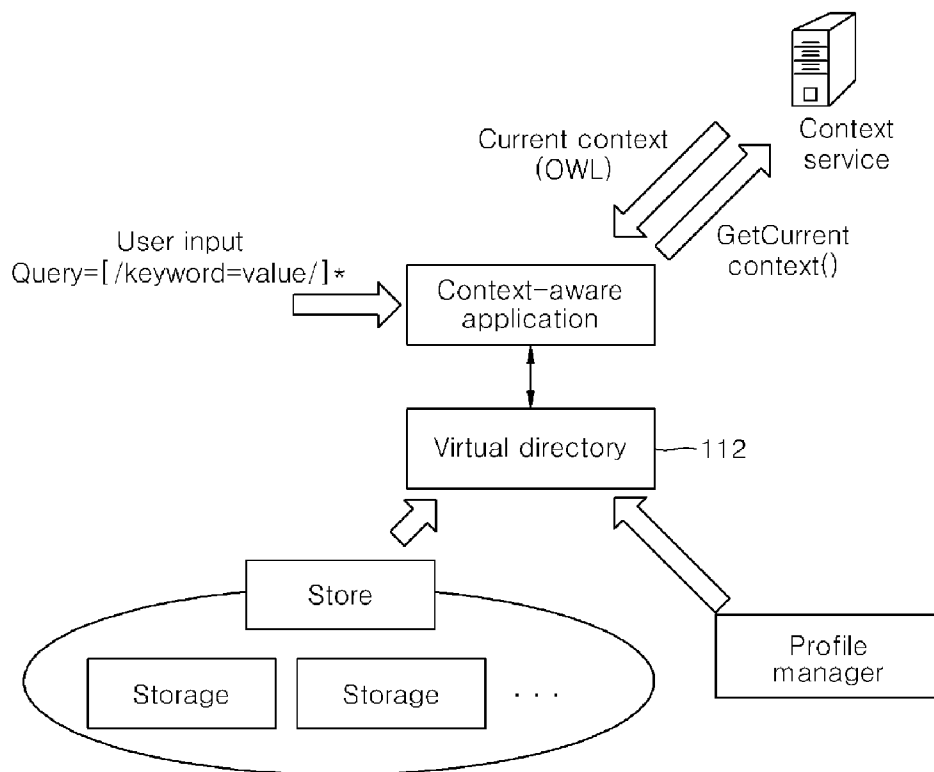 Current context
(OWL)
Context
service
GetCurrent
context()
User input
Query=[/keyword=value/]*
Context-aware
application
Virtual directory
112
Store
Storage
Storage
...
Profile
manager